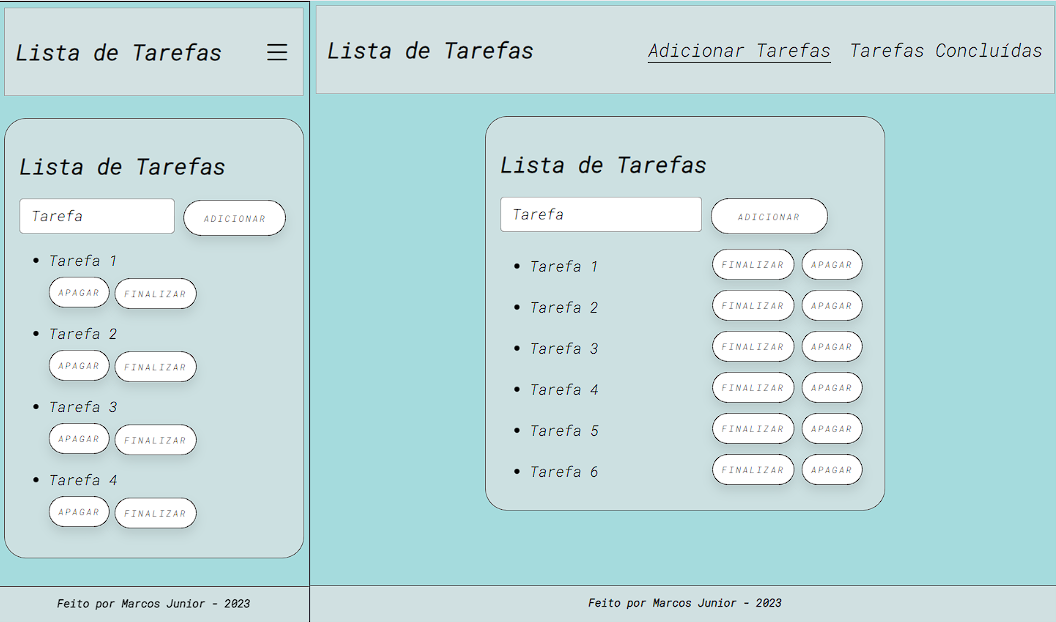 Lista de Tarefas
Lista de Tarefas
Tarefa ADICIONAR
Tarefa 1
APAGAR FINALIZAR
Tarefa 2
APAGAR FINALIZAR
Tarefa 3
APAGAR FINALIZAR
Tarefa 4
APAGAR FINALIZAR
Feito por Marcos Junior - 2023
Lista de Tarefas Adicionar Tarefas Tarefas Concluídas
Lista de Tarefas
Tarefa ADICIONAR
Tarefa 1 FINALIZAR APAGAR
Tarefa 2 FINALIZAR APAGAR
Tarefa 3 FINALIZAR APAGAR
Tarefa 4 FINALIZAR APAGAR
Tarefa 5 FINALIZAR APAGAR
Tarefa 6 FINALIZAR APAGAR
Feito por Marcos Junior - 2023